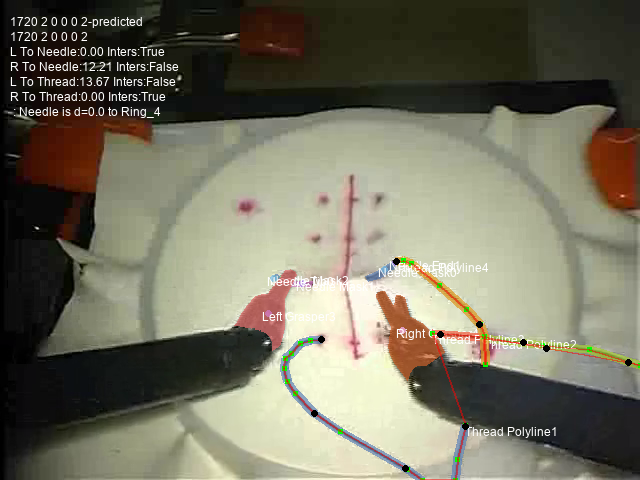 1720 2 0 0 0 2-predicted
1720 2 0 0 0 2
L To Needle:0.00 Inters:True
R To Needle:12.21 Inters:False
L To Thread:13.67 Inters:False
R To Thread:0.00 Inters:True
: Needle is d=0.0 to Ring_4
Thread Polyline4
Left Grasper
Right
Thread Polyline2
Thread Polyline1